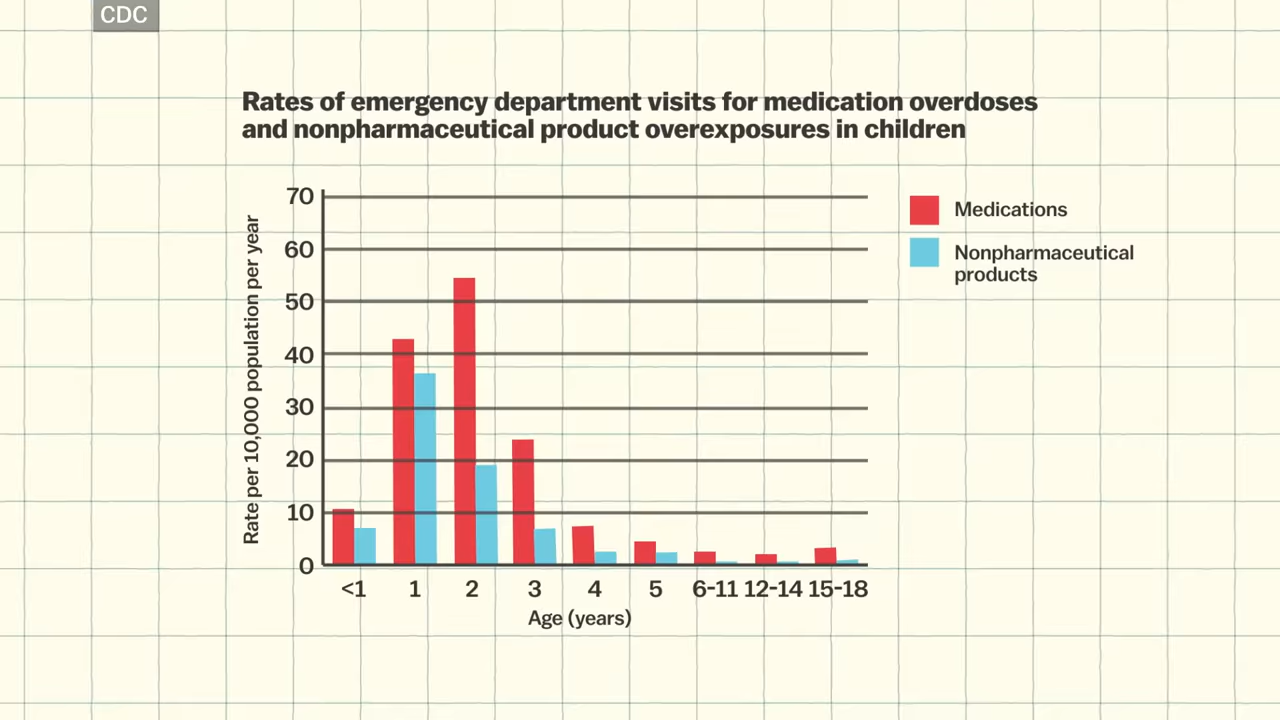 CDC
Rates of emergency department visits for medication overdoses
and nonpharmaceutical product overexposures in children
Rate per 10,000 population per year
70
60
50
40
30
20
10
0
<1 1 2 3 4 5 6-11 12-14 15-18
Age (years)
Medications
Nonpharmaceutical
products